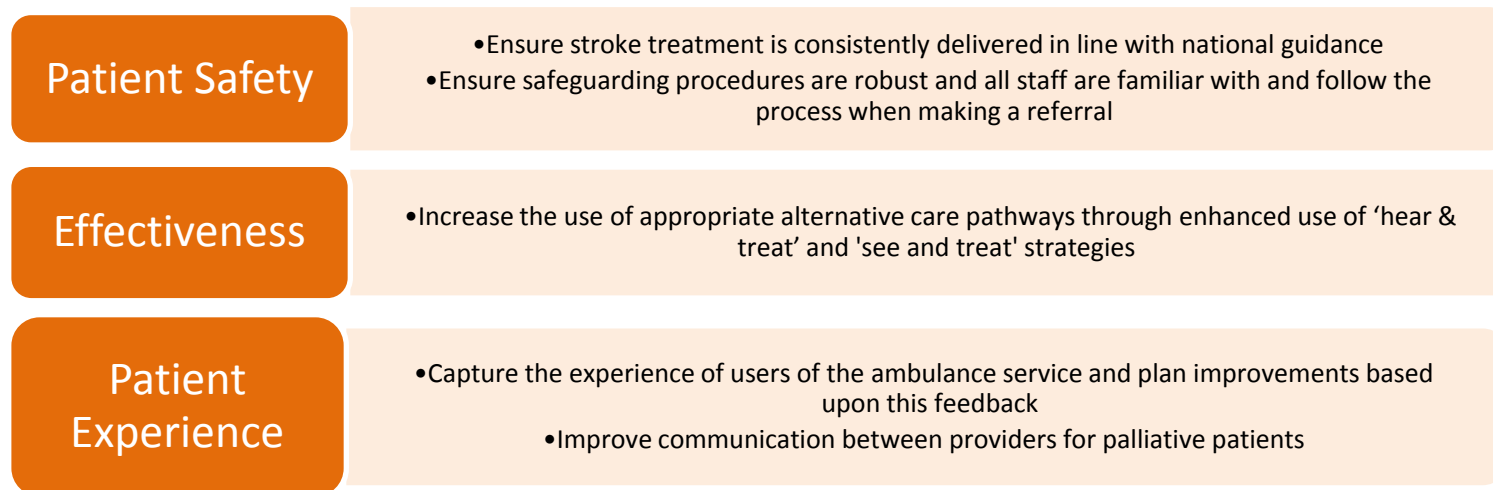 Patient Safety
•Ensure stroke treatment is consistently delivered in line with national guidance
•Ensure safeguarding procedures are robust and all staff are familiar with and follow the
process when making a referral
Effectiveness
•Increase the use of appropriate alternative care pathways through enhanced use of ‘hear &
treat’ and 'see and treat' strategies
Patient
Experience
•Capture the experience of users of the ambulance service and plan improvements based
upon this feedback
•Improve communication between providers for palliative patients